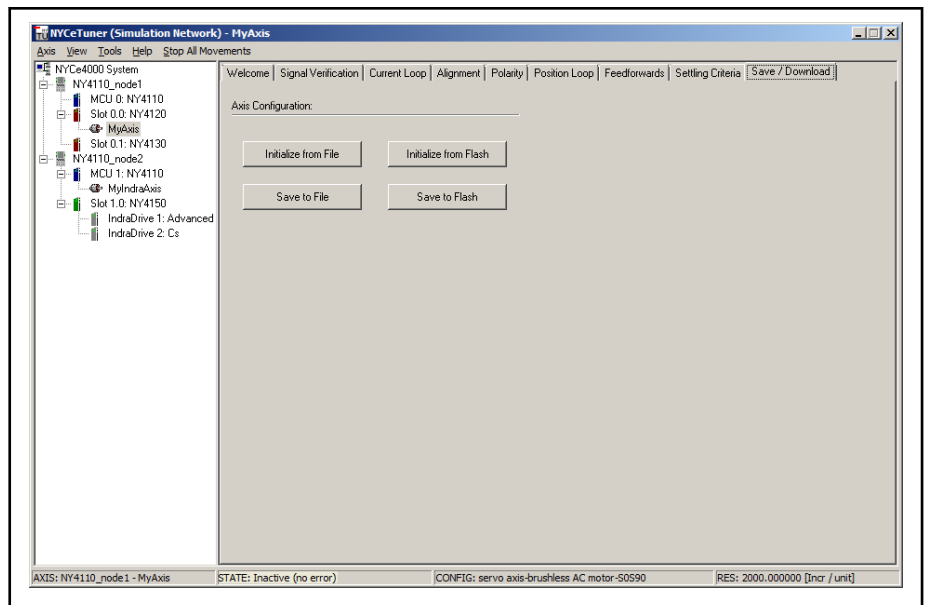 NYCeTuner (Simulation Network) - MyAxis
Axis View Tools Help Stop All Movements
NYCe4000 System
NY4110_node1
MCU 0: NY4110
Slot 0.0: NY4120
MyAxis
Slot 0.1: NY4130
NY4110_node2
MCU 1: NY4110
MyIndraAxis
Slot 1.0: NY4150
IndraDrive 1: Advanced
IndraDrive 2: Cs
Welcome Signal Verification Current Loop Alignment Polarity Position Loop Feedforwards Settling Criteria Save / Download
Axis Configuration:
Initialize from File Initialize from Flash
Save to File Save to Flash
AXIS: NY4110_node1 - MyAxis STATE: Inactive (no error) CONFIG: servo axis-brushless AC motor-S0S90 RES: 2000.000000 [Incr / unit]